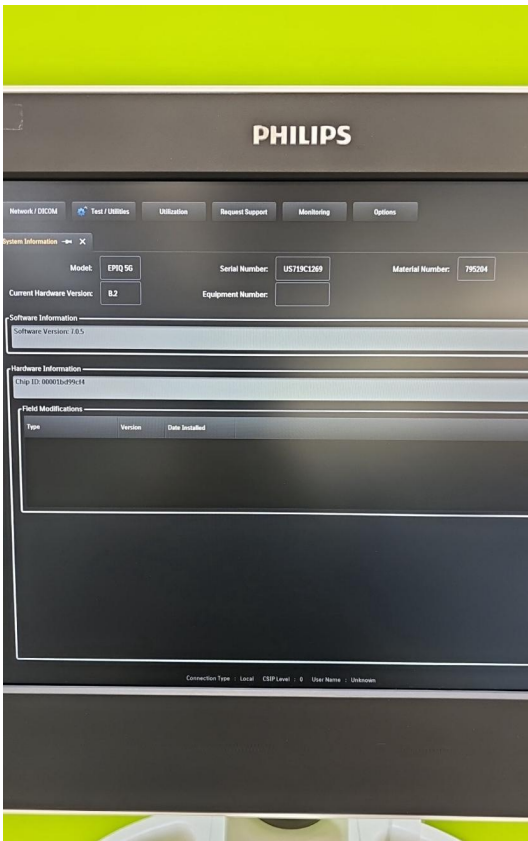 PHILIPS
Network / DICOM Test / Utilities Utilization Request Support Monitoring Options
System Information X
Model: EPIQ 5G Serial Number: US719C1269 Material Number: 795204
Current Hardware Version: B.2 Equipment Number:
Software Information
Software Version: 7.0.5
Hardware Information
Chip ID: 00001bd99cf4
Field Modifications
Type Version Date Installed
Connection Type : Local CSIP Level : 0 User Name : Unknown